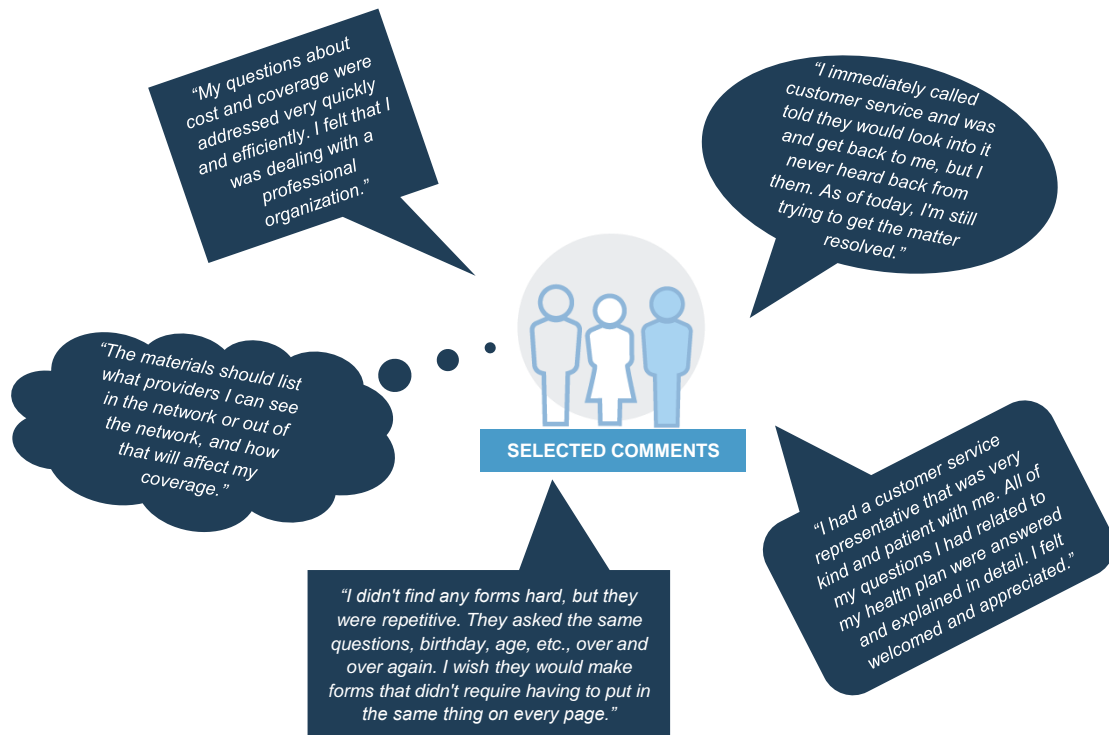 “My questions about
cost and coverage were
addressed very quickly
and efficiently. I felt that I
was dealing with a
professional
organization.”
“I immediately called
customer service and was
told they would look into it
and get back to me, but I
never heard back from
them. As of today, I'm still
trying to get the matter
resolved.”
“The materials should list
what providers I can see
in the network or out of
the network, and how
that will affect my
coverage.”
SELECTED COMMENTS
“I had a customer service
representative that was very
kind and patient with me. All of
my questions I had related to
my health plan were answered
and explained in detail. I felt
welcomed and appreciated.”
“I didn't find any forms hard, but they
were repetitive. They asked the same
questions, birthday, age, etc., over and
over again. I wish they would make
forms that didn't require having to put in
the same thing on every page.”